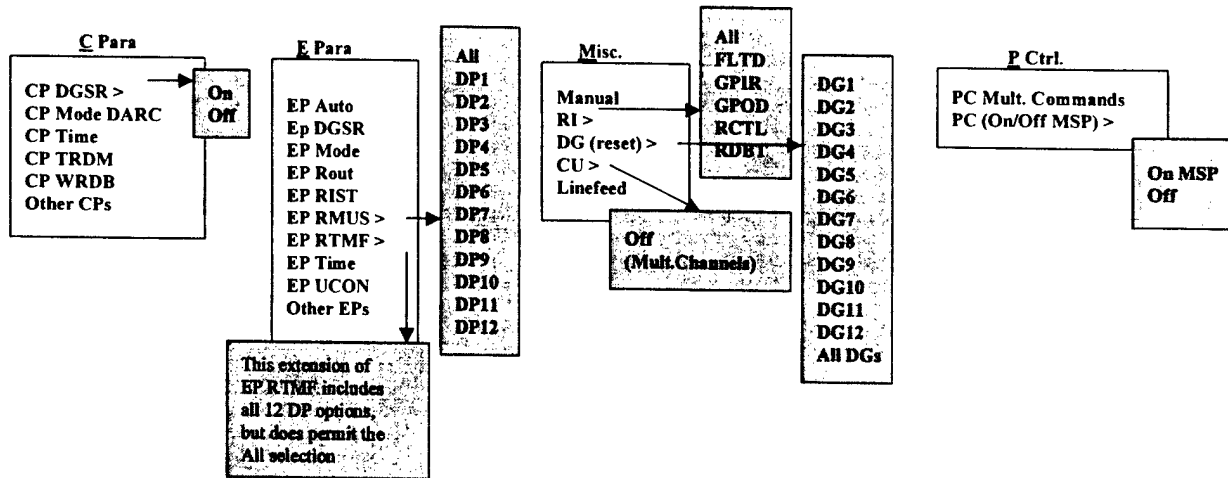 C Para
CP DGSR >
CP Mode DARC
CP Time
CP TRDM
CP WRDB
Other CPs
On
Off
E Para
EP Auto
Ep DGSR
EP Mode
EP Rout
EP RIST
EP RMUS >
EP RTMF >
EP Time
EP UCON
Other EPs
This extension of
EP RTMF includes
all 12 DP options,
but does permit the
All selection
All
DP1
DP2
DP3
DP4
DP5
DP6
DP7
DP8
DP9
DP10
DP11
DP12
Misc.
Manual
RI >
DG (reset) >
CU >
Linefeed
All
FLTD
GPIR
GPOD
RCTL
RDBT
Off
(Mult.Channels)
DG1
DG2
DG3
DG4
DG5
DG6
DG7
DG8
DG9
DG10
DG11
DG12
All DGs
P Ctrl.
PC Mult. Commands
PC (On/Off MSP) >
On MSP
Off